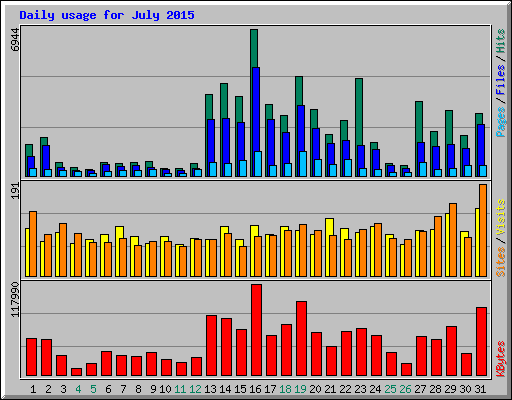 Daily usage for July 2015
6944
Pages / Files / Hits
191
Sites / Visits
117990
KBytes
1 2 3 4 5 6 7 8 9 10 11 12 13 14 15 16 17 18 19 20 21 22 23 24 25 26 27 28 29 30 31